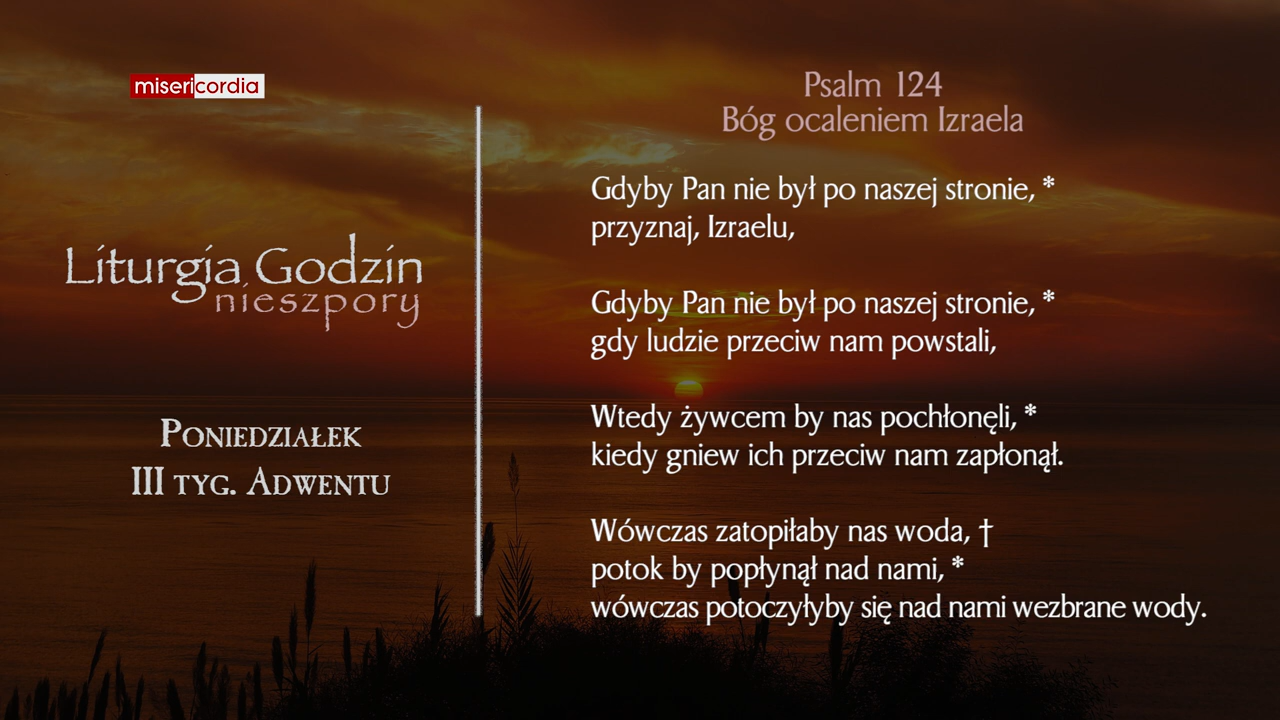 misericordia
Liturgia Godzin
nieszpory
Poniedziałek
III tyg. Adwentu
Psalm 124
Bóg ocaleniem Izraela
Gdyby Pan nie był po naszej stronie, *
przyznaj, Izraelu,
Gdyby Pan nie był po naszej stronie, *
gdy ludzie przeciw nam powstali,
Wtedy żywcem by nas pochłonęli, *
kiedy gniew ich przeciw nam zapłonął.
Wówczas zatopiłaby nas woda, †
potok by popłynął nad nami, *
wówczas potoczyłyby się nad nami wezbrane wody.